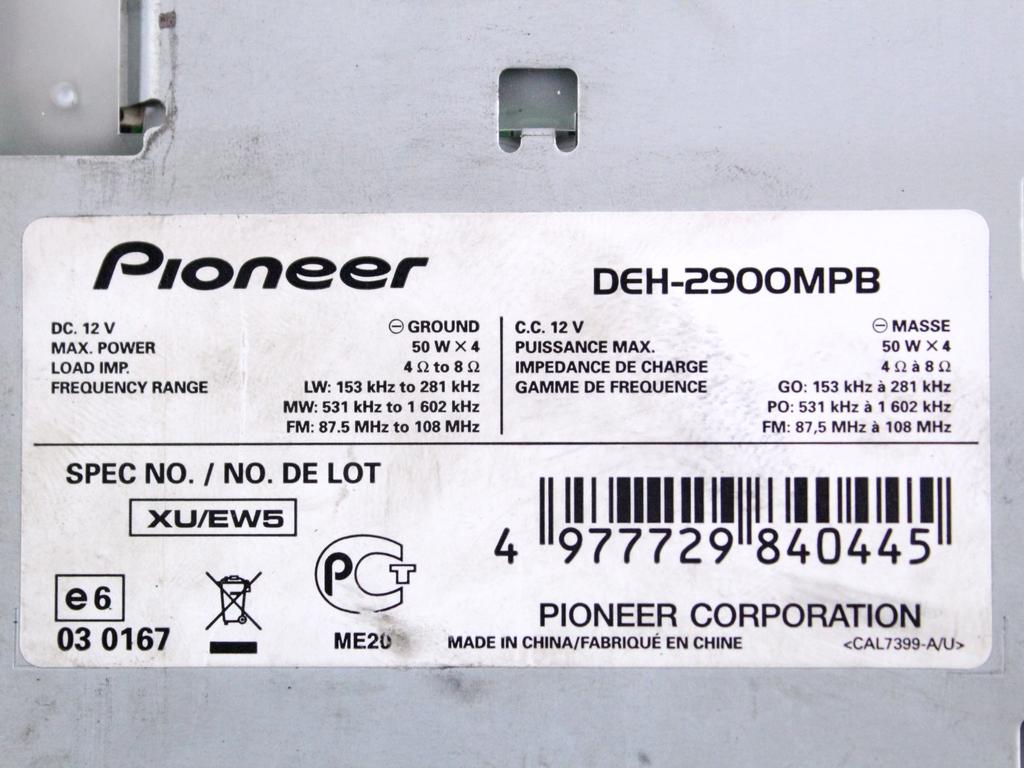 Pioneer
DEH-2900MPB
DC. 12 V ⊖ GROUND
MAX. POWER 50 W × 4
LOAD IMP. 4 Ω to 8 Ω
FREQUENCY RANGE LW: 153 kHz to 281 kHz
MW: 531 kHz to 1 602 kHz
FM: 87.5 MHz to 108 MHz
C.C. 12 V ⊖ MASSE
PUISSANCE MAX. 50 W × 4
IMPEDANCE DE CHARGE 4 Ω à 8 Ω
GAMME DE FREQUENCE GO: 153 kHz à 281 kHz
PO: 531 kHz à 1 602 kHz
FM: 87,5 MHz à 108 MHz
SPEC NO. / NO. DE LOT
XU/EW5
4 977729 840445
e6
03 0167
PCT
ME20
PIONEER CORPORATION
MADE IN CHINA/FABRIQUÉ EN CHINE <CAL7399-A/U>